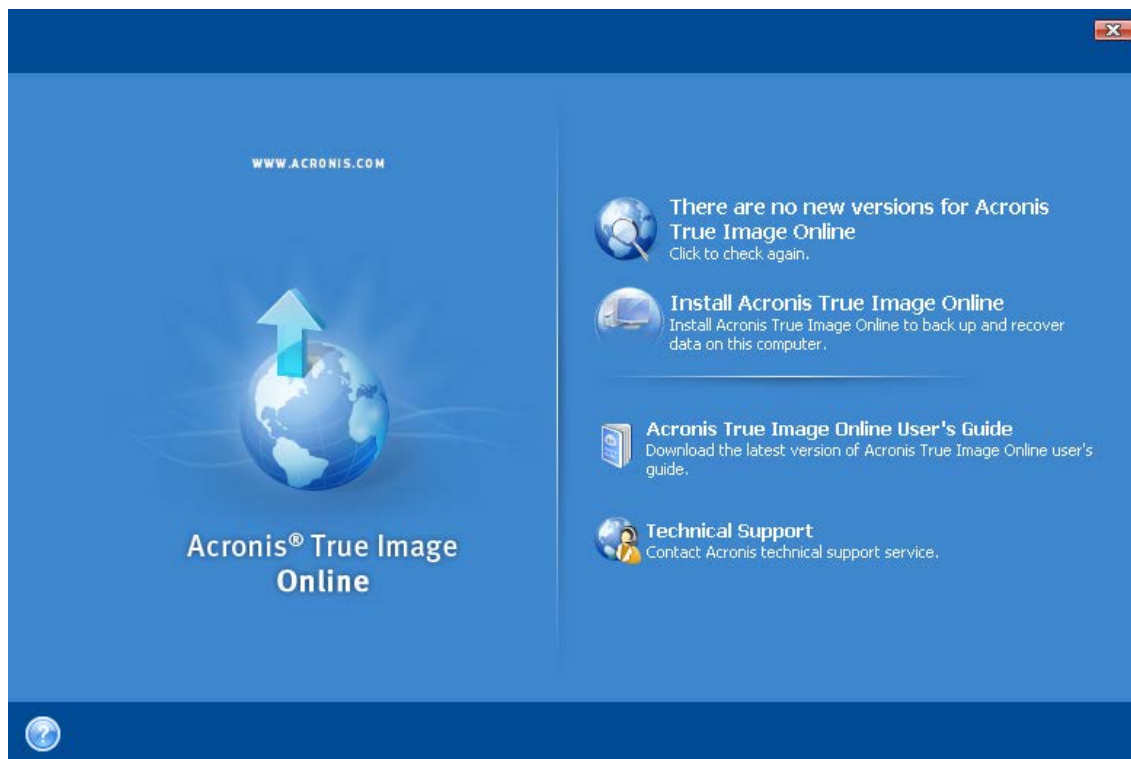 WWW.ACRONIS.COM
Acronis® True Image
Online
There are no new versions for Acronis
True Image Online
Click to check again.
Install Acronis True Image Online
Install Acronis True Image Online to back up and recover
data on this computer.
Acronis True Image Online User's Guide
Download the latest version of Acronis True Image Online user's
guide.
Technical Support
Contact Acronis technical support service.
?